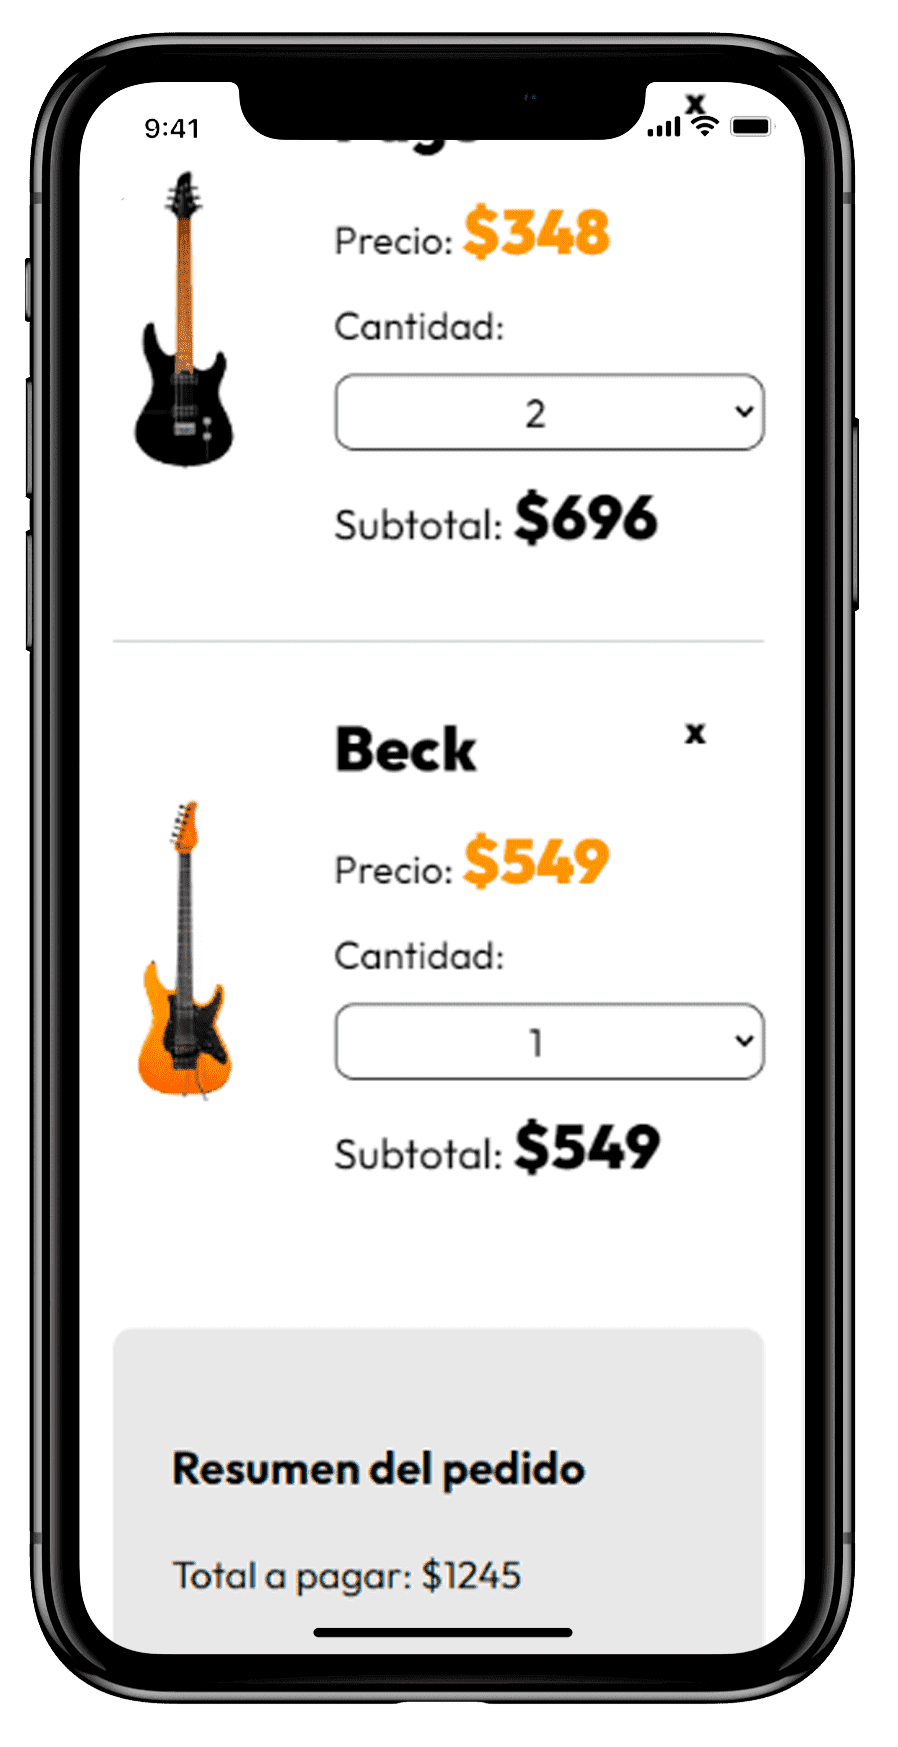 9:41
x
Precio: $348
Cantidad:
2
Subtotal: $696
Beck
x
Precio: $549
Cantidad:
1
Subtotal: $549
Resumen del pedido
Total a pagar: $1245